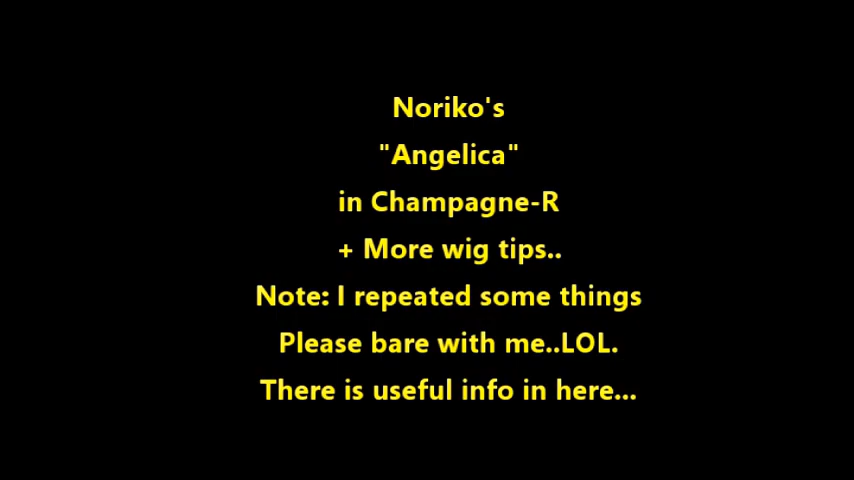 Noriko's
"Angelica"
in Champagne-R
+ More wig tips..
Note: I repeated some things
Please bare with me..LOL.
There is useful info in here...